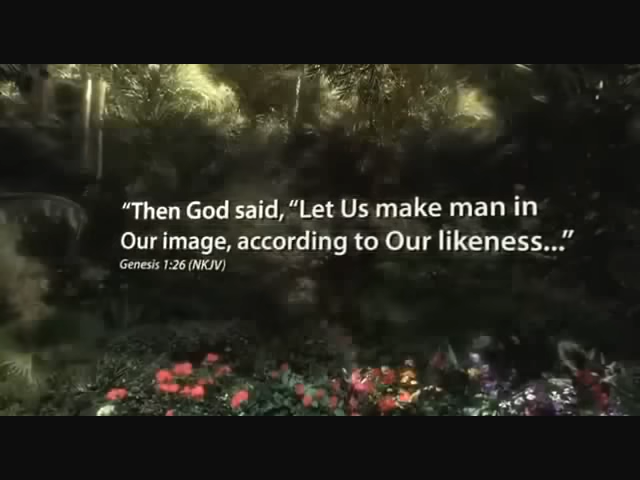 “Then God said, “Let Us make man in
Our image, according to Our likeness...”
Genesis 1:26 (NKJV)